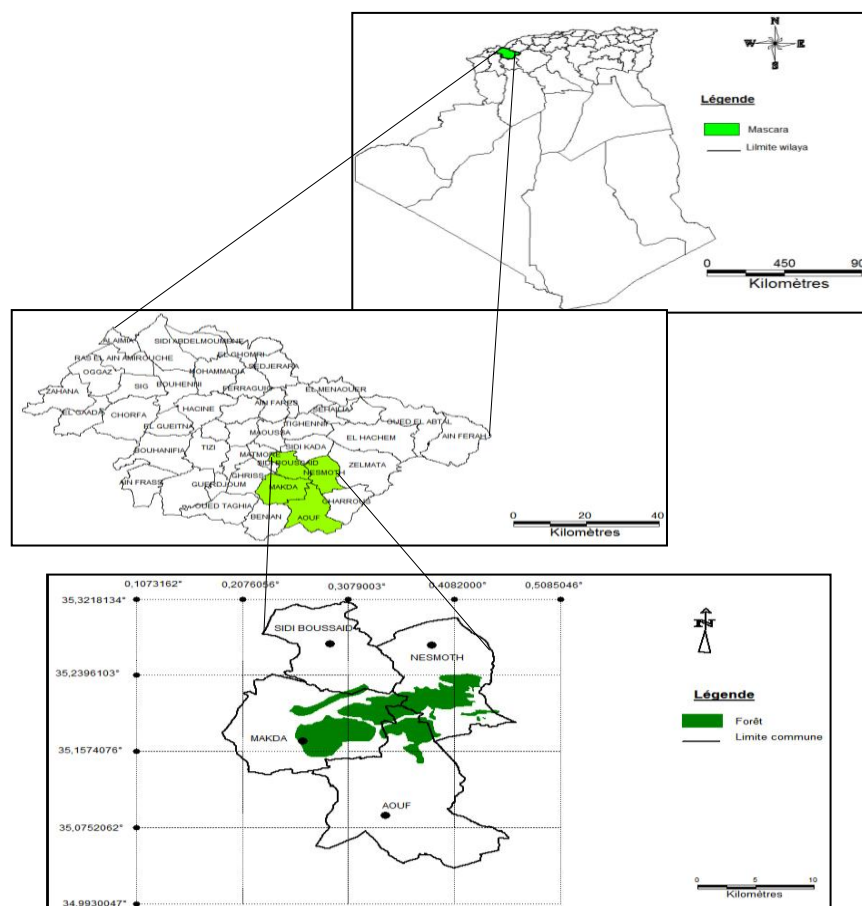 N
W E
S
Légende
Mascara
Lilmite wilaya
0 450 90
Kilomètres
ALAIMIA
SIDI ABDELMOUMENE
EL GHOMRI
RAS EL AIN AMIROUCHE
MOHAMMADIA
SEDJERARA
OGGAZ
SIG
BOUHENNI
FERRAGUIG
EL MENAOUER
ZAHANA
AIN FARES
SEHAILIA
EL GAADA
CHORFA
HACINE
TIGHENNIF
OUED EL ABTAL
EL GUEITNA
MAOUSSA
EL HACHEM
AIN FERAH
BOUHANIFIA
TIZI
MATMORE
SIDI KADA
SIDI BOUSSAID
ZELMATA
AIN FRASS
GHRISS
NESMOTH
GUERDJOUM
MAKDA
GHARROUS
OUED TAGHIA
BENIAN
AOUF
0 20 40
Kilomètres
0,1073162° 0,2076056° 0,3079003° 0,4082000° 0,5085046°
35,3218134°
SIDI BOUSSAID
NESMOTH
N
35,2396103°
Légende
Forêt
MAKDA
Limite commune
35,1574076°
AOUF
35,0752062°
0 5 10
Kilomètres
34,9930047°